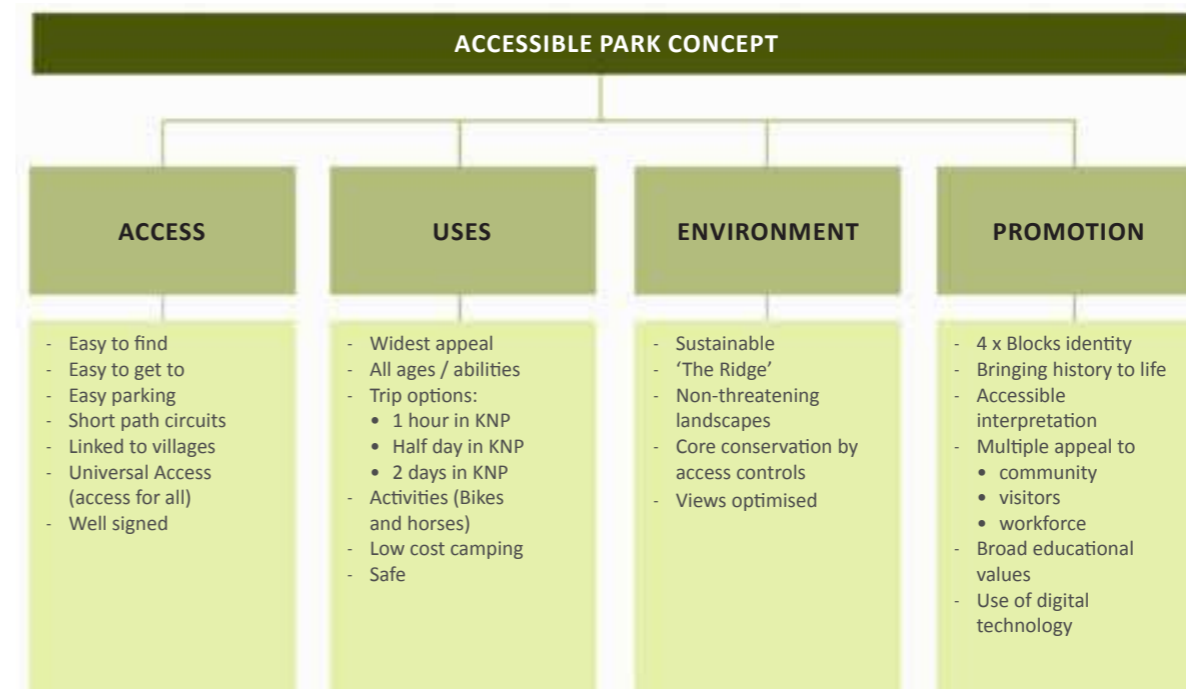 ACCESSIBLE PARK CONCEPT
ACCESS
- Easy to find
- Easy to get to
- Easy parking
- Short path circuits
- Linked to villages
- Universal Access
(access for all)
- Well signed
USES
- Widest appeal
- All ages / abilities
- Trip options:
• 1 hour in KNP
• Half day in KNP
• 2 days in KNP
- Activities (Bikes
and horses)
- Low cost camping
- Safe
ENVIRONMENT
- Sustainable
- ‘The Ridge’
- Non-threatening
landscapes
- Core conservation by
access controls
- Views optimised
PROMOTION
- 4 x Blocks identity
- Bringing history to life
- Accessible
interpretation
- Multiple appeal to
• community
• visitors
• workforce
- Broad educational
values
- Use of digital
technology